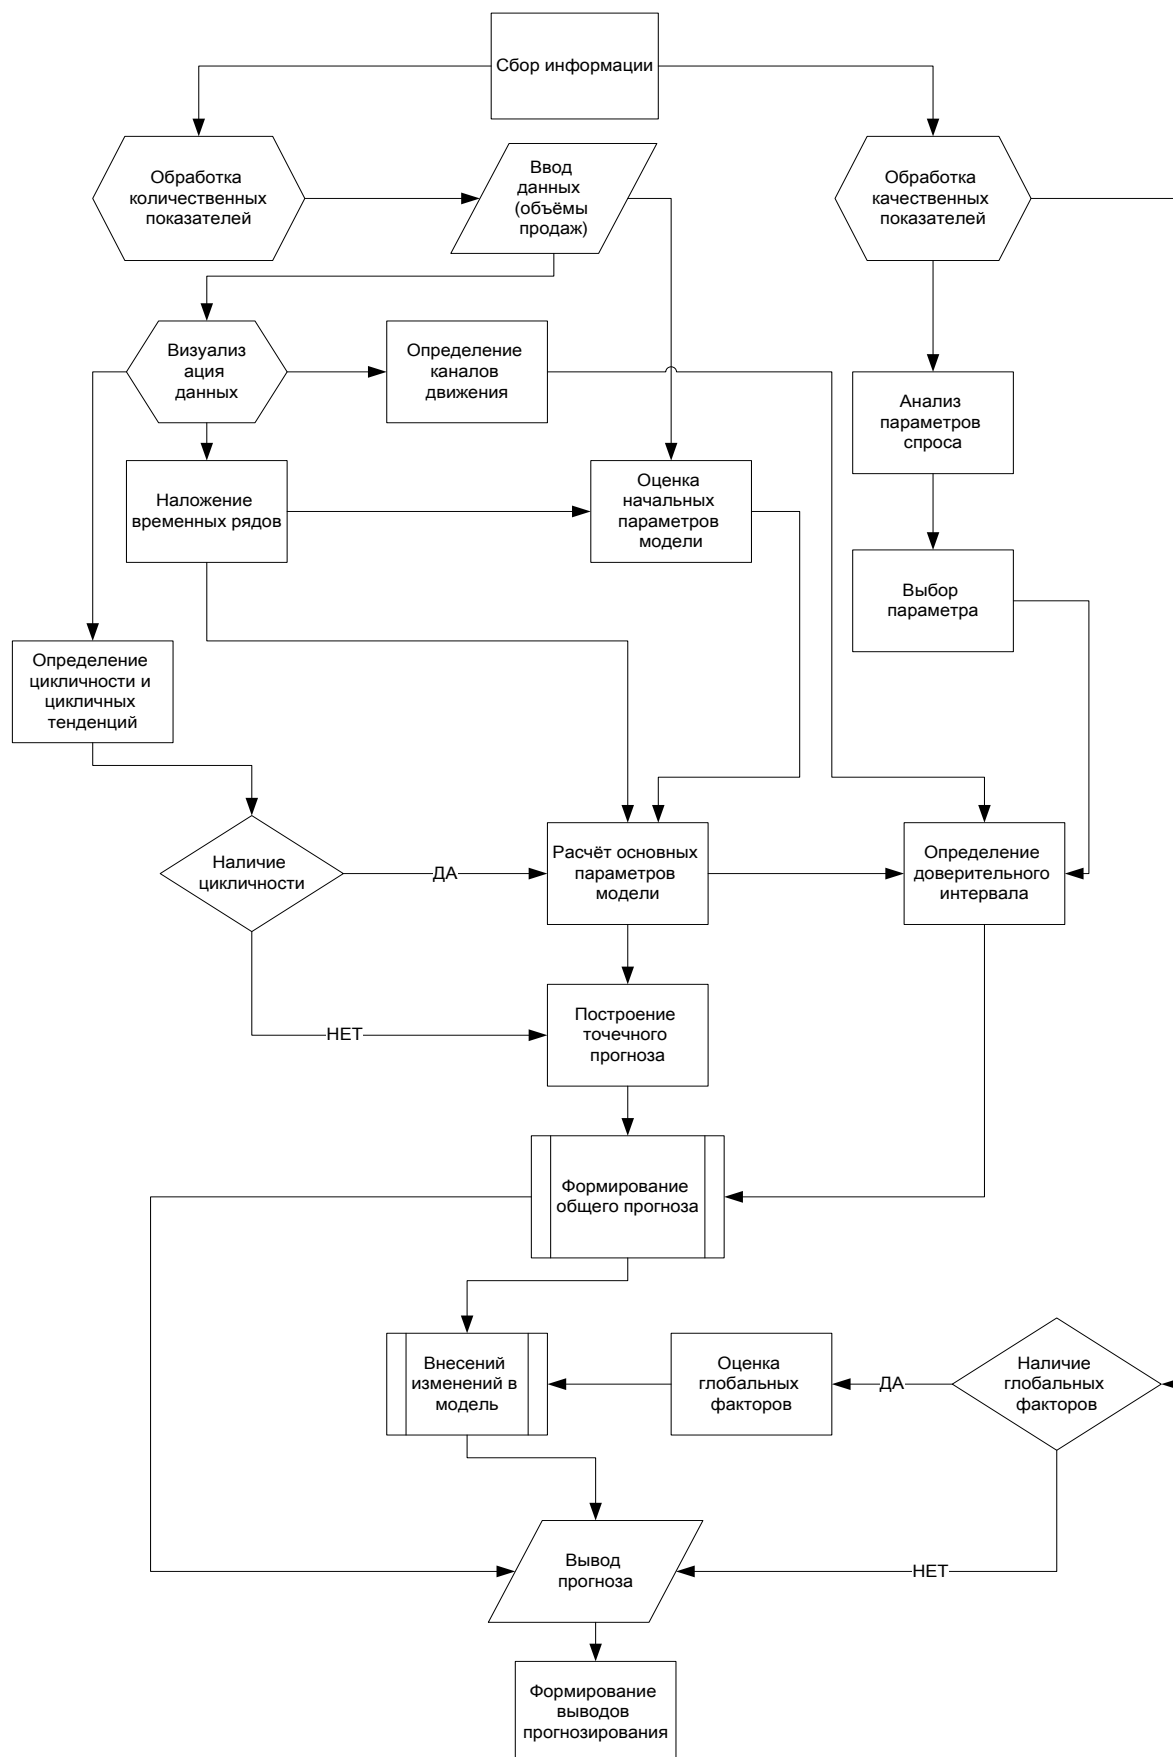 Сбор информации
Обработка
количественных
показателей
Ввод
данных
(объёмы
продаж)
Обработка
качественных
показателей
Визуализ
ация
данных
Определение
каналов
движения
Анализ
параметров
спроса
Наложение
временных рядов
Оценка
начальных
параметров
модели
Выбор
параметра
Определение
цикличности и
цикличных
тенденций
Наличие
цикличности
ДА
Расчёт основных
параметров
модели
Определение
доверительного
интервала
НЕТ
Построение
точечного
прогноза
Формирование
общего прогноза
Внесений
изменений в
модель
Оценка
глобальных
факторов
ДА
Наличие
глобальных
факторов
Вывод
прогноза
НЕТ
Формирование
выводов
прогнозирования